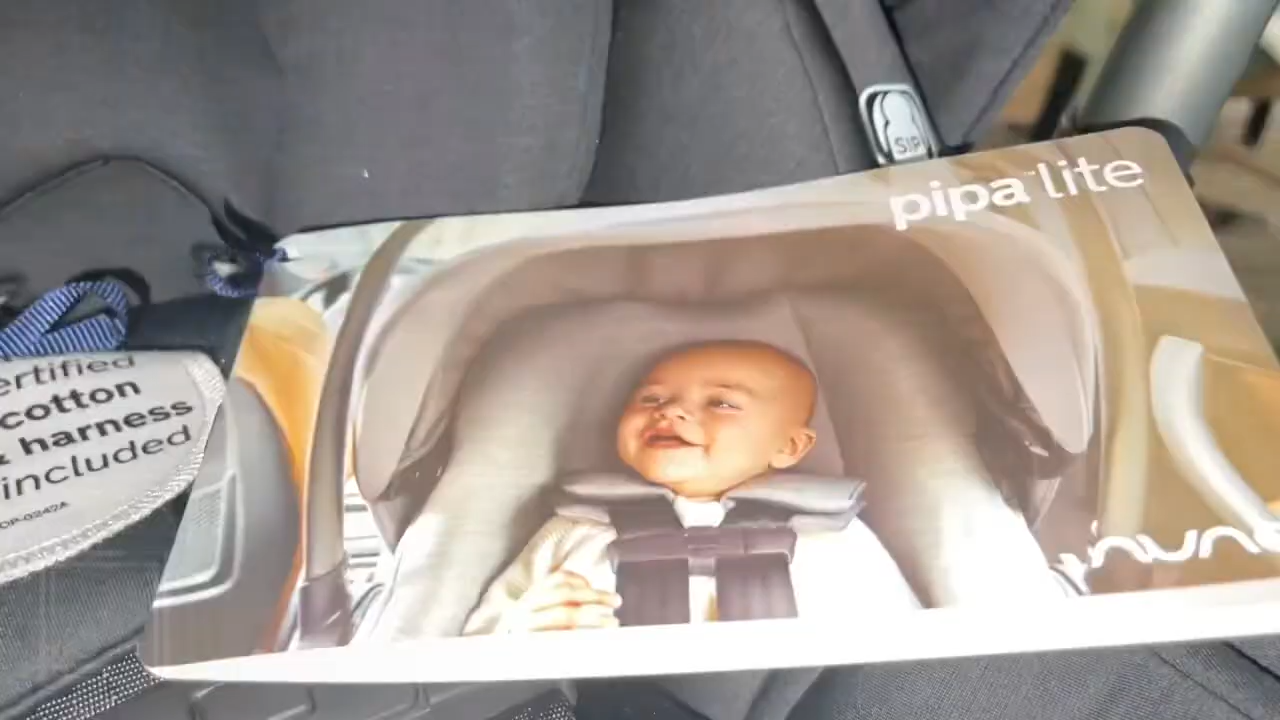 SIP
pipa lite
ertified
cotton
& harness
included
nuna